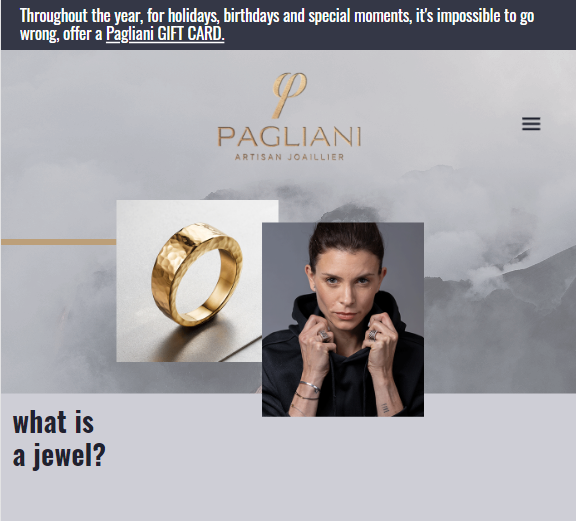 Throughout the year, for holidays, birthdays and special moments, it's impossible to go
wrong, offer a Pagliani GIFT CARD.
PAGLIANI
ARTISAN JOAILLIER
what is
a jewel?